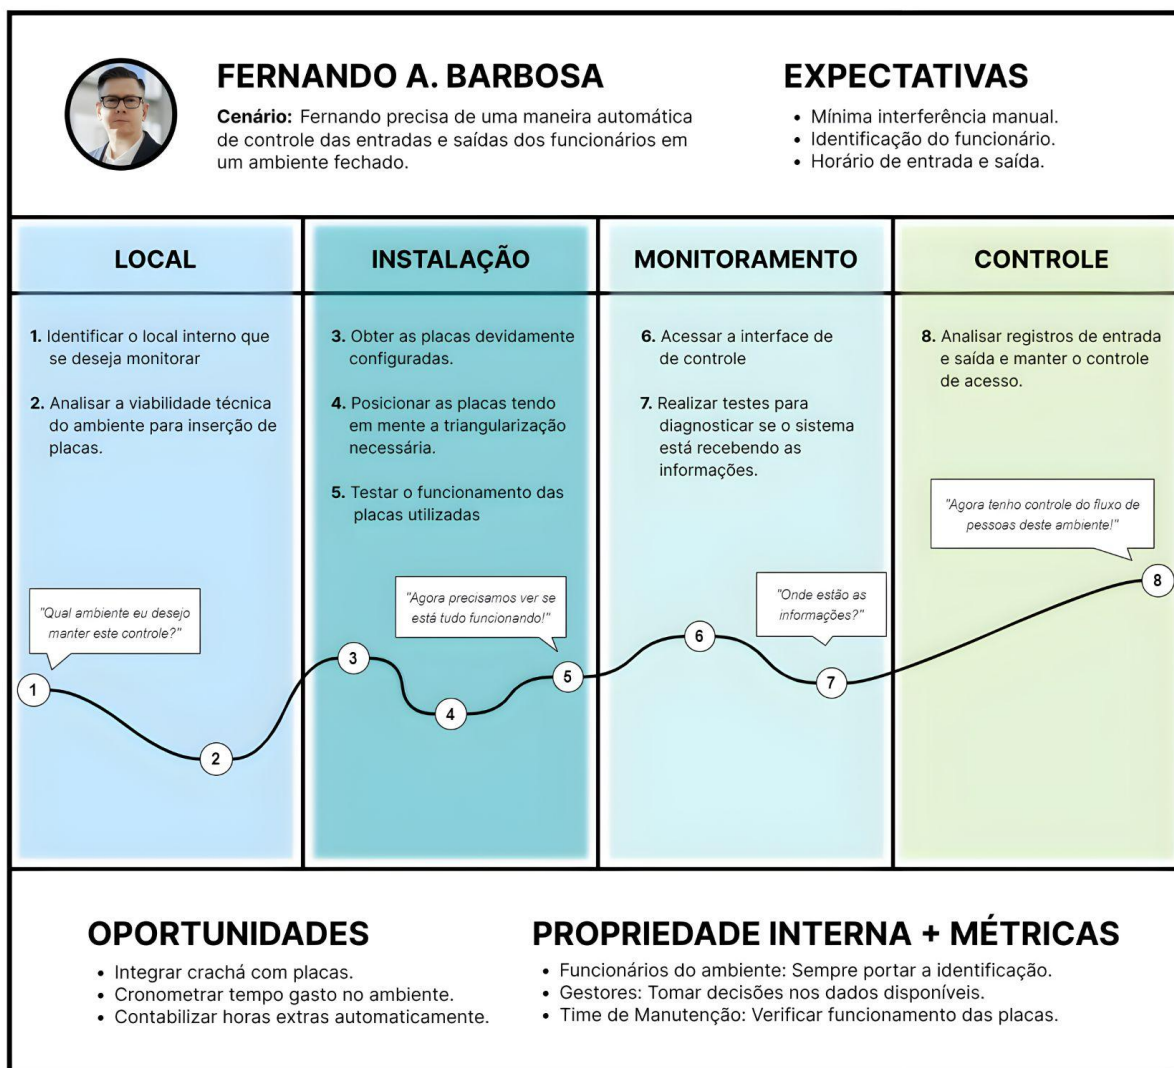 FERNANDO A. BARBOSA
Cenário: Fernando precisa de uma maneira automática
de controle das entradas e saídas dos funcionários em
um ambiente fechado.
EXPECTATIVAS
• Mínima interferência manual.
• Identificação do funcionário.
• Horário de entrada e saída.
LOCAL
1. Identificar o local interno que
se deseja monitorar
2. Analisar a viabilidade técnica
do ambiente para inserção de
placas.
INSTALAÇÃO
3. Obter as placas devidamente
configuradas.
4. Posicionar as placas tendo
em mente a triangularização
necessária.
5. Testar o funcionamento das
placas utilizadas
MONITORAMENTO
6. Acessar a interface de
de controle
7. Realizar testes para
diagnosticar se o sistema
está recebendo as
informações.
CONTROLE
8. Analisar registros de entrada
e saída e manter o controle
de acesso.
"Qual ambiente eu desejo
manter este controle?"
"Agora precisamos ver se
está tudo funcionando!"
"Onde estão as
informações?"
"Agora tenho controle do fluxo de
pessoas deste ambiente!"
1
2
3
4
5
6
7
8
OPORTUNIDADES
• Integrar crachá com placas.
• Cronometrar tempo gasto no ambiente.
• Contabilizar horas extras automaticamente.
PROPRIEDADE INTERNA + MÉTRICAS
• Funcionários do ambiente: Sempre portar a identificação.
• Gestores: Tomar decisões nos dados disponíveis.
• Time de Manutenção: Verificar funcionamento das placas.